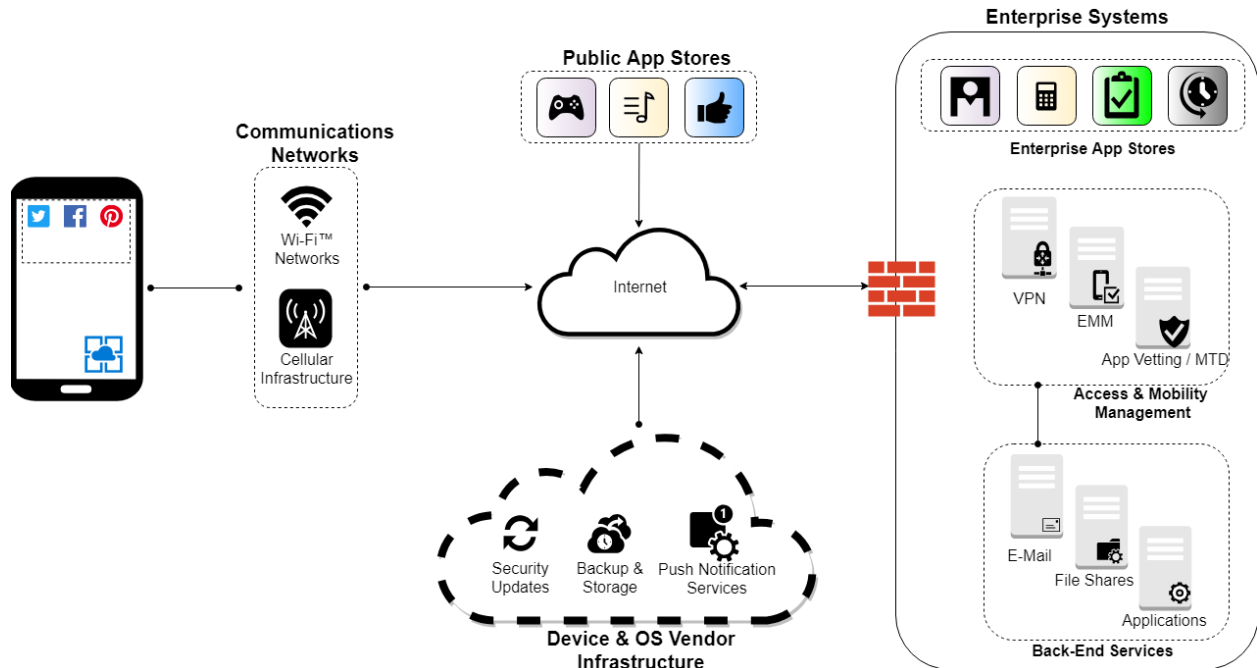 Enterprise Systems
Public App Stores
Enterprise App Stores
Communications
Networks
Wi-Fi™
Networks
Cellular
Infrastructure
Internet
VPN
EMM
App Vetting / MTD
Access & Mobility
Management
1
Security
Updates
Backup &
Storage
Push Notification
Services
Device & OS Vendor
Infrastructure
E-Mail
File Shares
Applications
Back-End Services